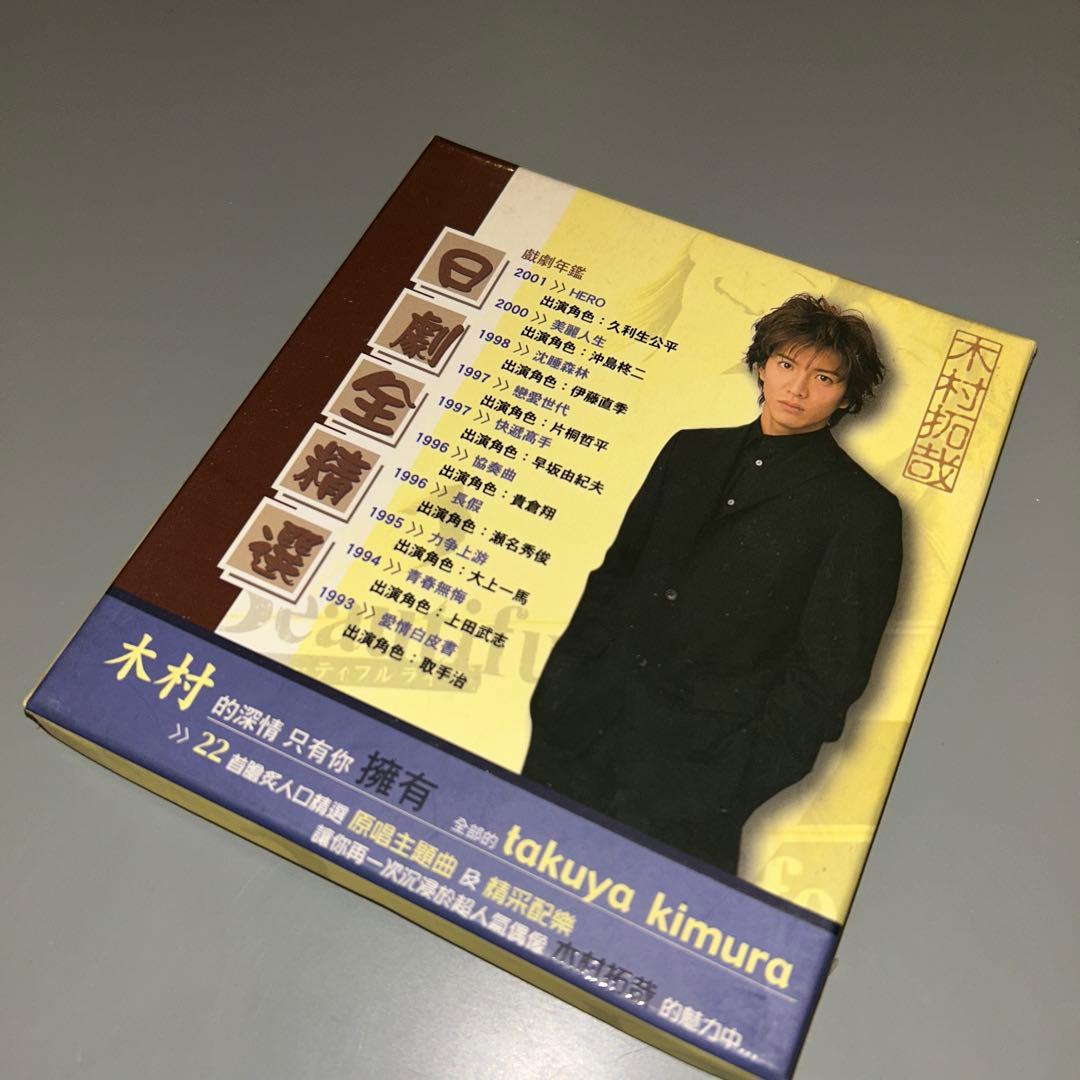 日劇全精選
戲劇年鑑
2001 >> HERO
出演角色：久利生公平
2000 >> 美麗人生
出演角色：沖島柊二
1998 >> 沈睡森林
出演角色：伊藤直季
1997 >> 戀愛世代
出演角色：片桐哲平
1997 >> 快遞高手
出演角色：早坂由紀夫
1996 >> 協奏曲
出演角色：貴倉翔
1996 >> 長假
出演角色：瀨名秀俊
1995 >> 力爭上游
出演角色：大上一馬
1994 >> 青春無悔
出演角色：上田武志
1993 >> 愛情白皮書
出演角色：取手治
木村拓哉
Beautiful
ティフル ラ
木村的深情 只有你 擁有 全部的 takuya kimura
>> 22首膾炙人口精選 原唱主題曲 及 精采配樂
讓你再一次沉浸於超人氣偶像 木村拓哉 的魅力中...